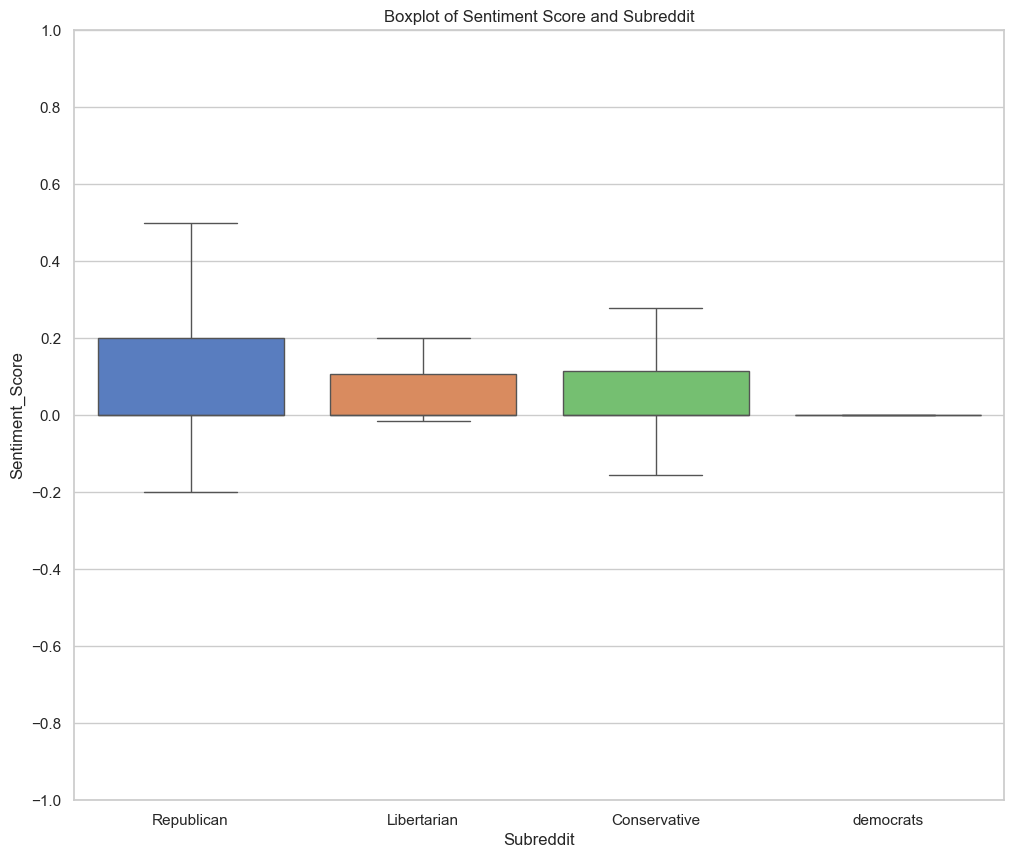 Boxplot of Sentiment Score and Subreddit
1.0
0.8
0.6
0.4
0.2
0.0
−0.2
−0.4
−0.6
−0.8
−1.0
Sentiment_Score
Republican
Libertarian
Conservative
democrats
Subreddit